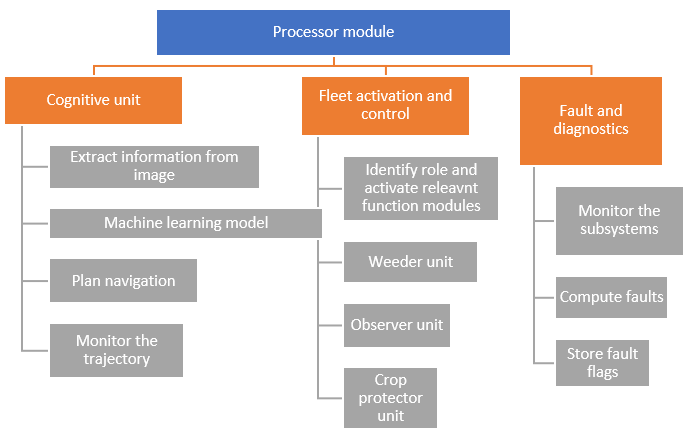 Processor module
Cognitive unit
Extract information from
image
Machine learning model
Plan navigation
Monitor the
trajectory
Fleet activation and
control
Identify role and
activate releavnt
function modules
Weeder unit
Observer unit
Crop
protector
unit
Fault and
diagnostics
Monitor the
subsystems
Compute faults
Store fault
flags